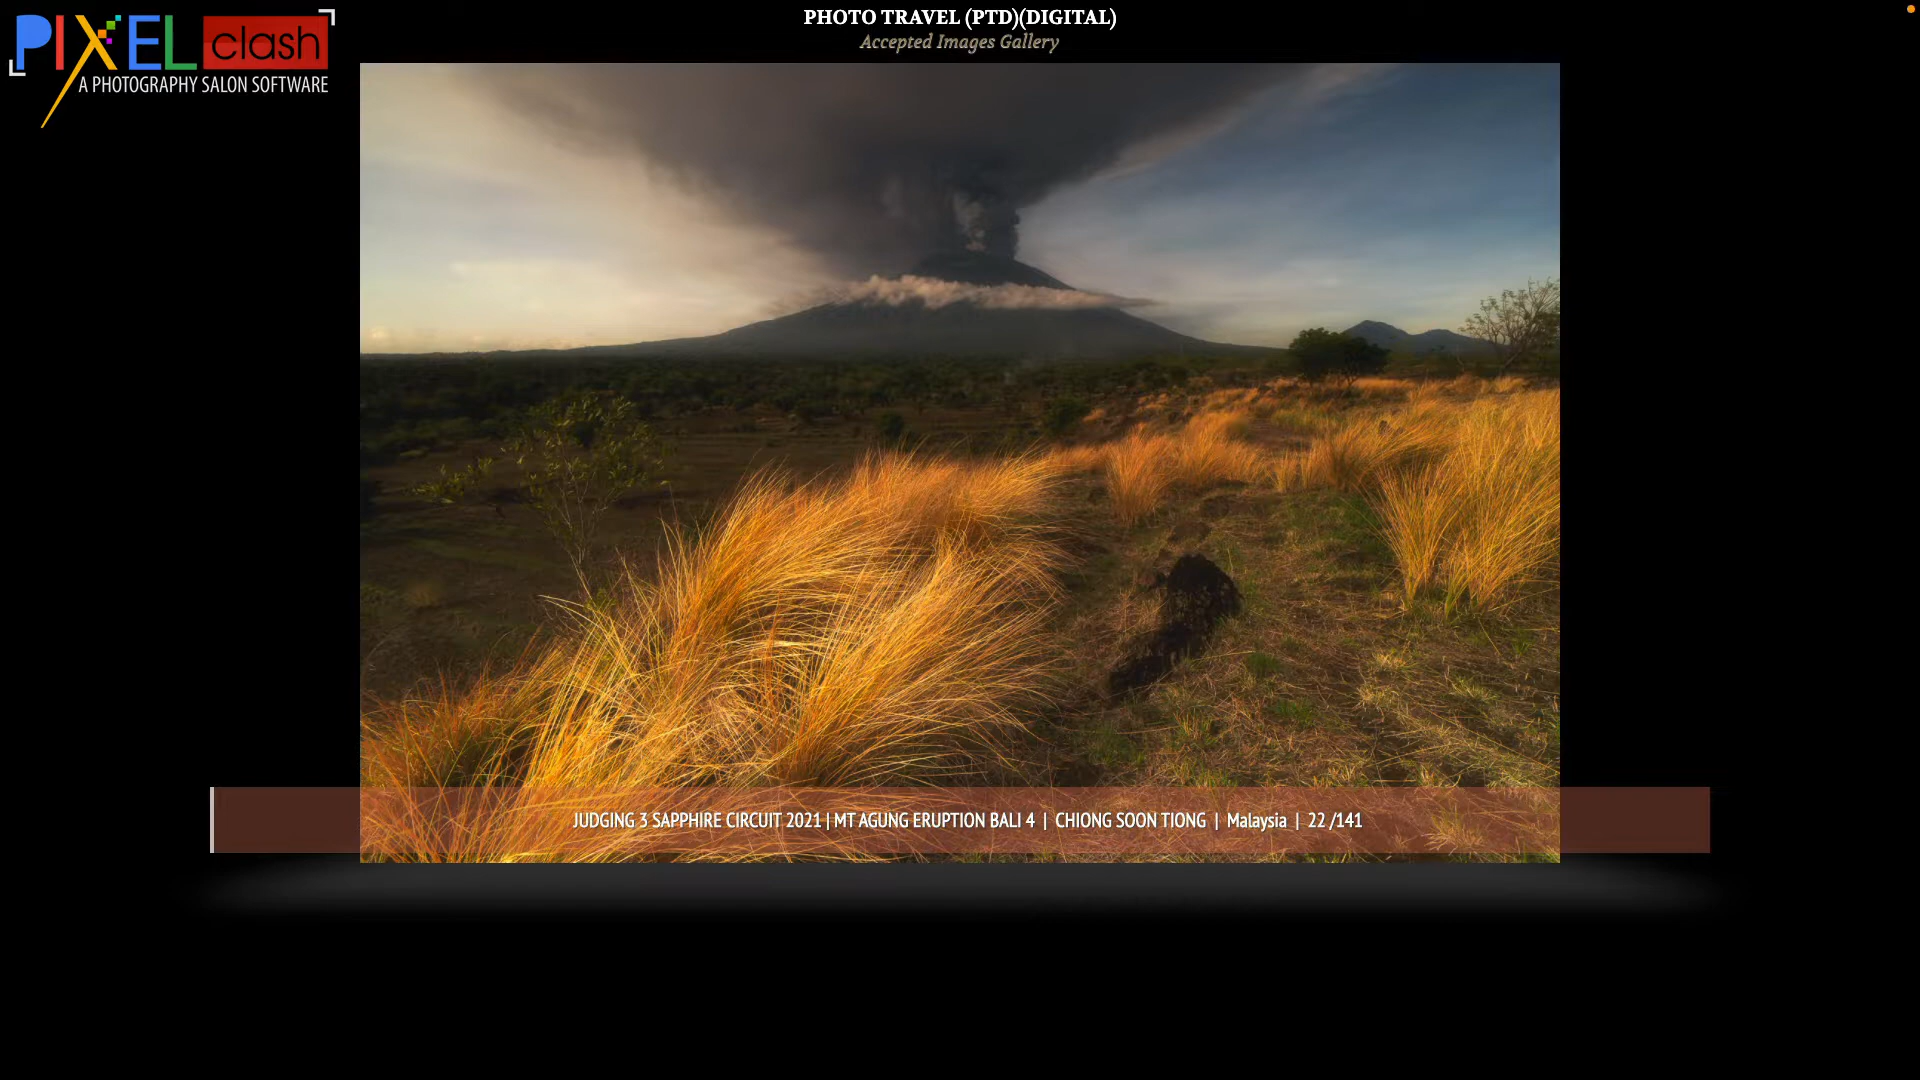 PIXEL clash
A PHOTOGRAPHY SALON SOFTWARE
PHOTO TRAVEL (PTD)(DIGITAL)
Accepted Images Gallery
JUDGING 3 SAPPHIRE CIRCUIT 2021 | MT AGUNG ERUPTION BALI 4 | CHIONG SOON TIONG | Malaysia | 22 /141